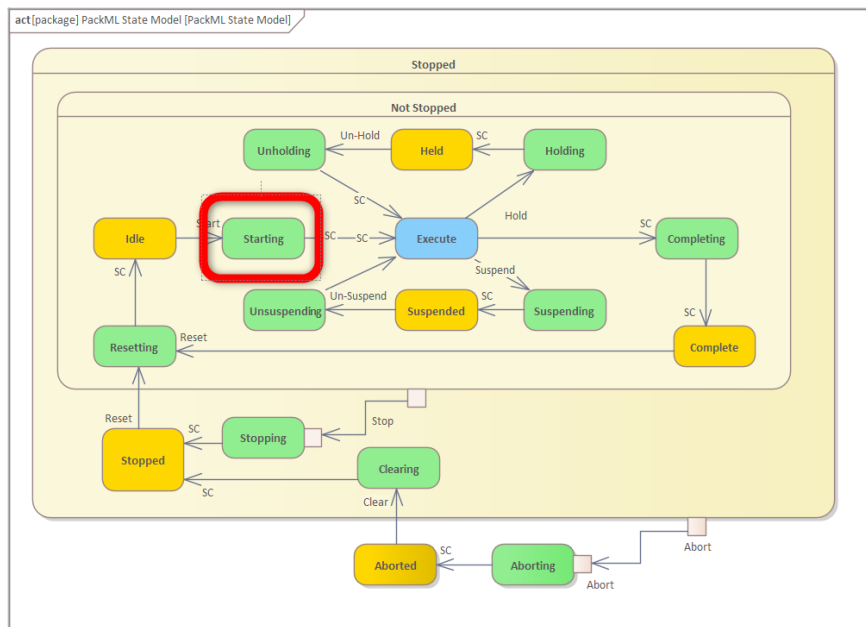 act [package] PackML State Model [PackML State Model]
Stopped
Not Stopped
Unholding
Un-Hold
Held
SC
Holding
SC
Idle
Start
Starting
SC
SC
Execute
Hold
SC
Completing
Suspend
Unsuspending
Un-Suspend
Suspended
SC
Suspending
SC
SC
Resetting
Reset
Complete
Reset
Stop
Stopped
SC
Stopping
SC
Clearing
Clear
Aborted
SC
Aborting
Abort
Abort